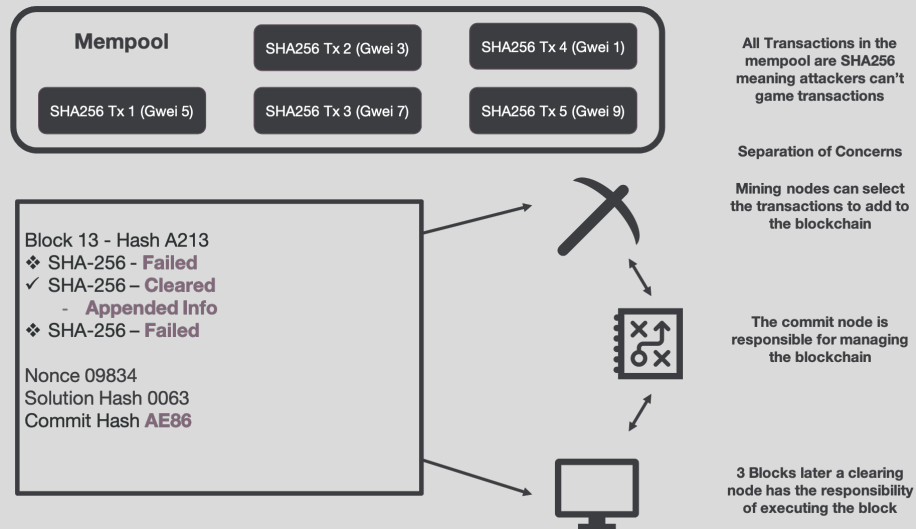 Mempool
SHA256 Tx 2 (Gwei 3)
SHA256 Tx 4 (Gwei 1)
SHA256 Tx 1 (Gwei 5)
SHA256 Tx 3 (Gwei 7)
SHA256 Tx 5 (Gwei 9)
All Transactions in the
mempool are SHA256
meaning attackers can’t
game transactions
Separation of Concerns
Mining nodes can select
the transactions to add to
the blockchain
Block 13 - Hash A213
❖ SHA-256 - Failed
✓ SHA-256 – Cleared
- Appended Info
❖ SHA-256 – Failed
Nonce 09834
Solution Hash 0063
Commit Hash AE86
The commit node is
responsible for managing
the blockchain
3 Blocks later a clearing
node has the responsibility
of executing the block